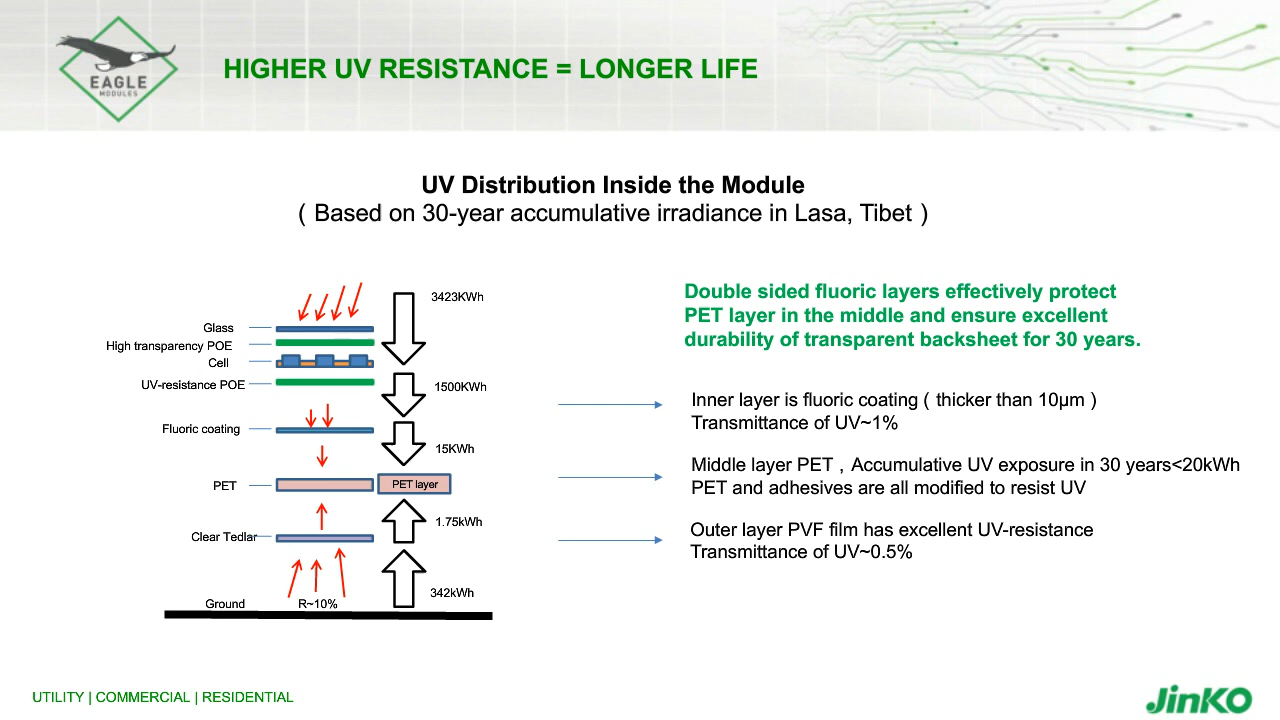 EAGLE
MODULES
HIGHER UV RESISTANCE = LONGER LIFE
UV Distribution Inside the Module
( Based on 30-year accumulative irradiance in Lasa, Tibet )
3423KWh
Glass
High transparency POE
Cell
UV-resistance POE
1500KWh
Fluoric coating
15KWh
PET
PET layer
1.75kWh
Clear Tedlar
342kWh
Ground
R~10%
Double sided fluoric layers effectively protect
PET layer in the middle and ensure excellent
durability of transparent backsheet for 30 years.
Inner layer is fluoric coating ( thicker than 10μm )
Transmittance of UV~1%
Middle layer PET , Accumulative UV exposure in 30 years<20kWh
PET and adhesives are all modified to resist UV
Outer layer PVF film has excellent UV-resistance
Transmittance of UV~0.5%
UTILITY | COMMERCIAL | RESIDENTIAL
JinKO